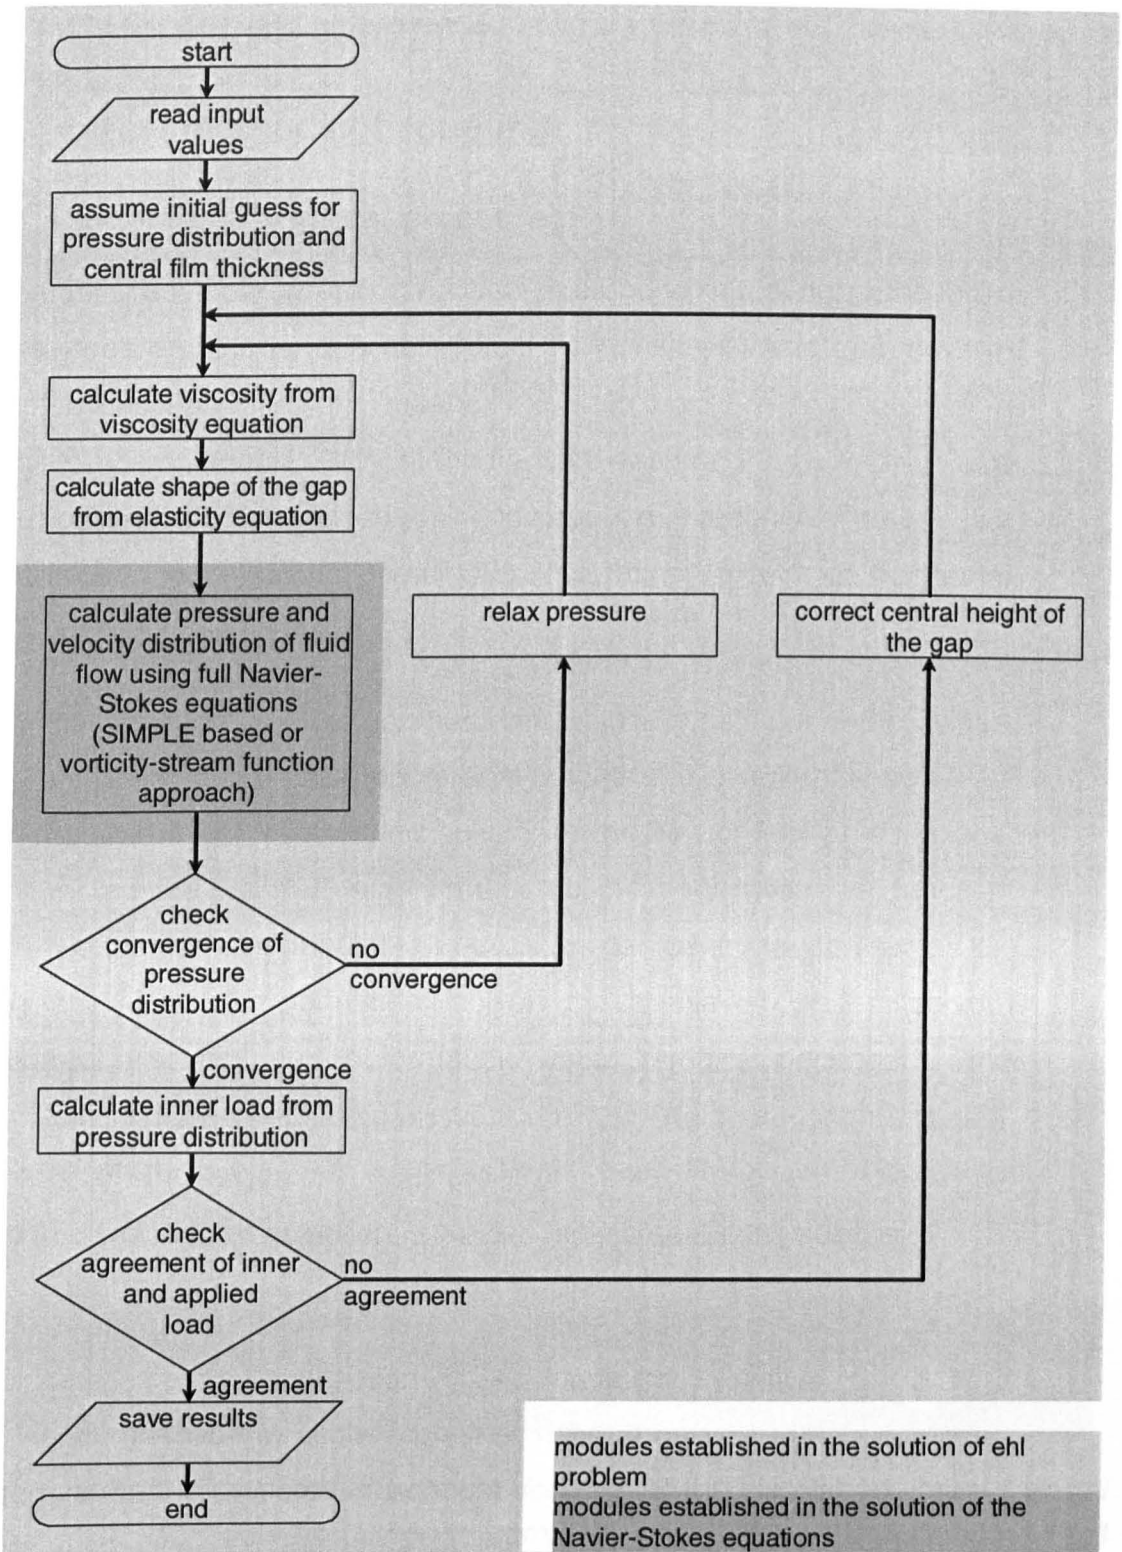 start
read input
values
assume initial guess for
pressure distribution and
central film thickness
calculate viscosity from
viscosity equation
calculate shape of the gap
from elasticity equation
calculate pressure and
velocity distribution of fluid
flow using full Navier-
Stokes equations
(SIMPLE based or
vorticity-stream function
approach)
relax pressure
correct central height of
the gap
check
convergence of
pressure
distribution
no
convergence
convergence
calculate inner load from
pressure distribution
check
agreement of inner
and applied
load
no
agreement
agreement
save results
end
modules established in the solution of ehl
problem
modules established in the solution of the
Navier-Stokes equations